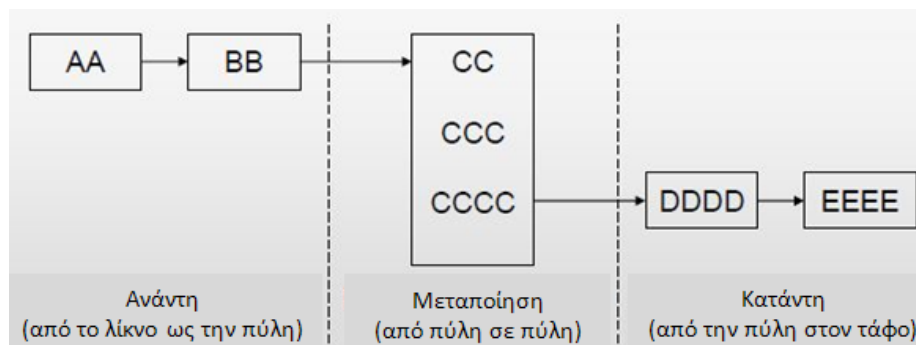 AA
BB
CC
CCC
CCCC
DDDD
EEEE
Ανάντη
(από το λίκνο ως την πύλη)
Μεταποίηση
(από πύλη σε πύλη)
Κατάντη
(από την πύλη στον τάφο)